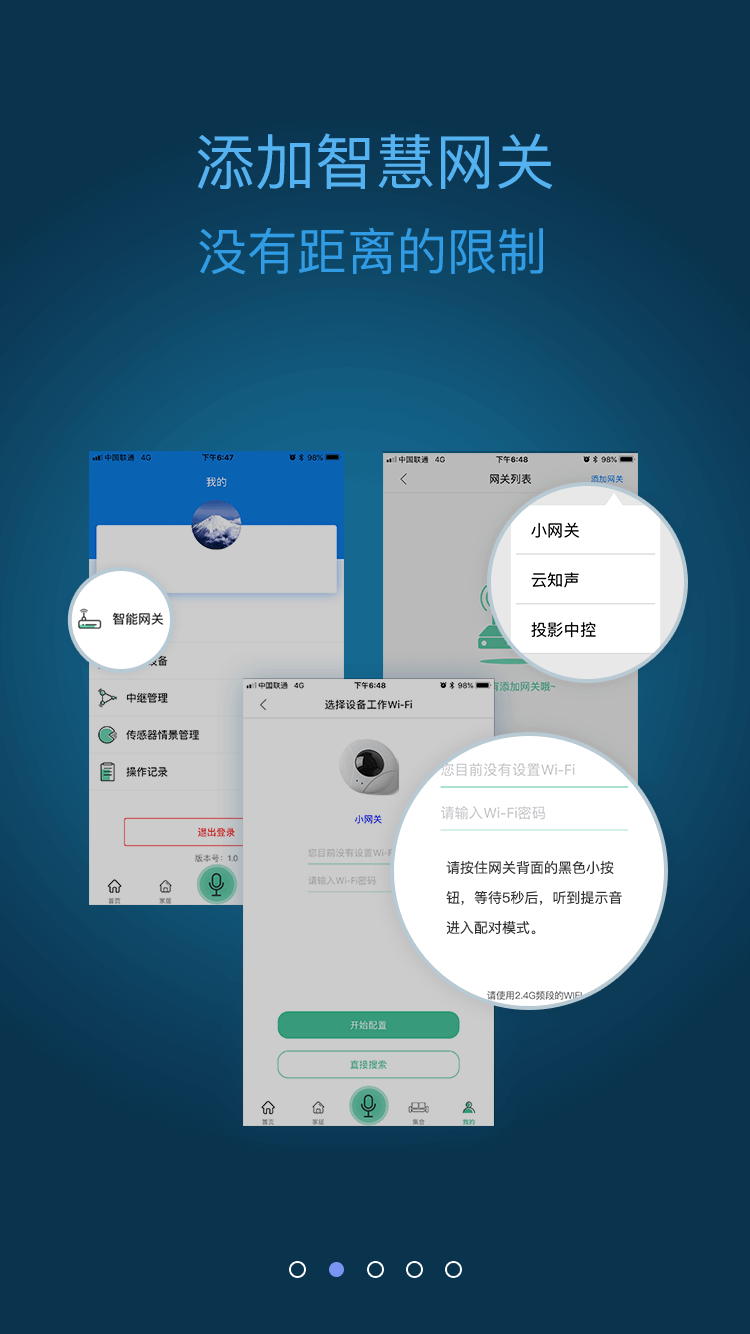 添加智慧网关
没有距离的限制
中国联通 4G 下午6:47 98%
我的
智能网关
设备
中继管理
传感器情景管理
操作记录
退出登录
版本号：1.0
首页 家居
中国联通 4G 下午6:48 98%
网关列表 添加网关
小网关
云知声
投影中控
有添加网关哦~
中国联通 4G 下午6:48 98%
选择设备工作Wi-Fi
小网关
您目前没有设置Wi-F
请输入Wi-Fi密码
开始配置
直接搜索
首页 家居 集合 我的
您目前没有设置Wi-Fi
请输入Wi-Fi密码
请按住网关背面的黑色小按
钮，等待5秒后，听到提示音
进入配对模式。
请使用2.4G频段的WIFI